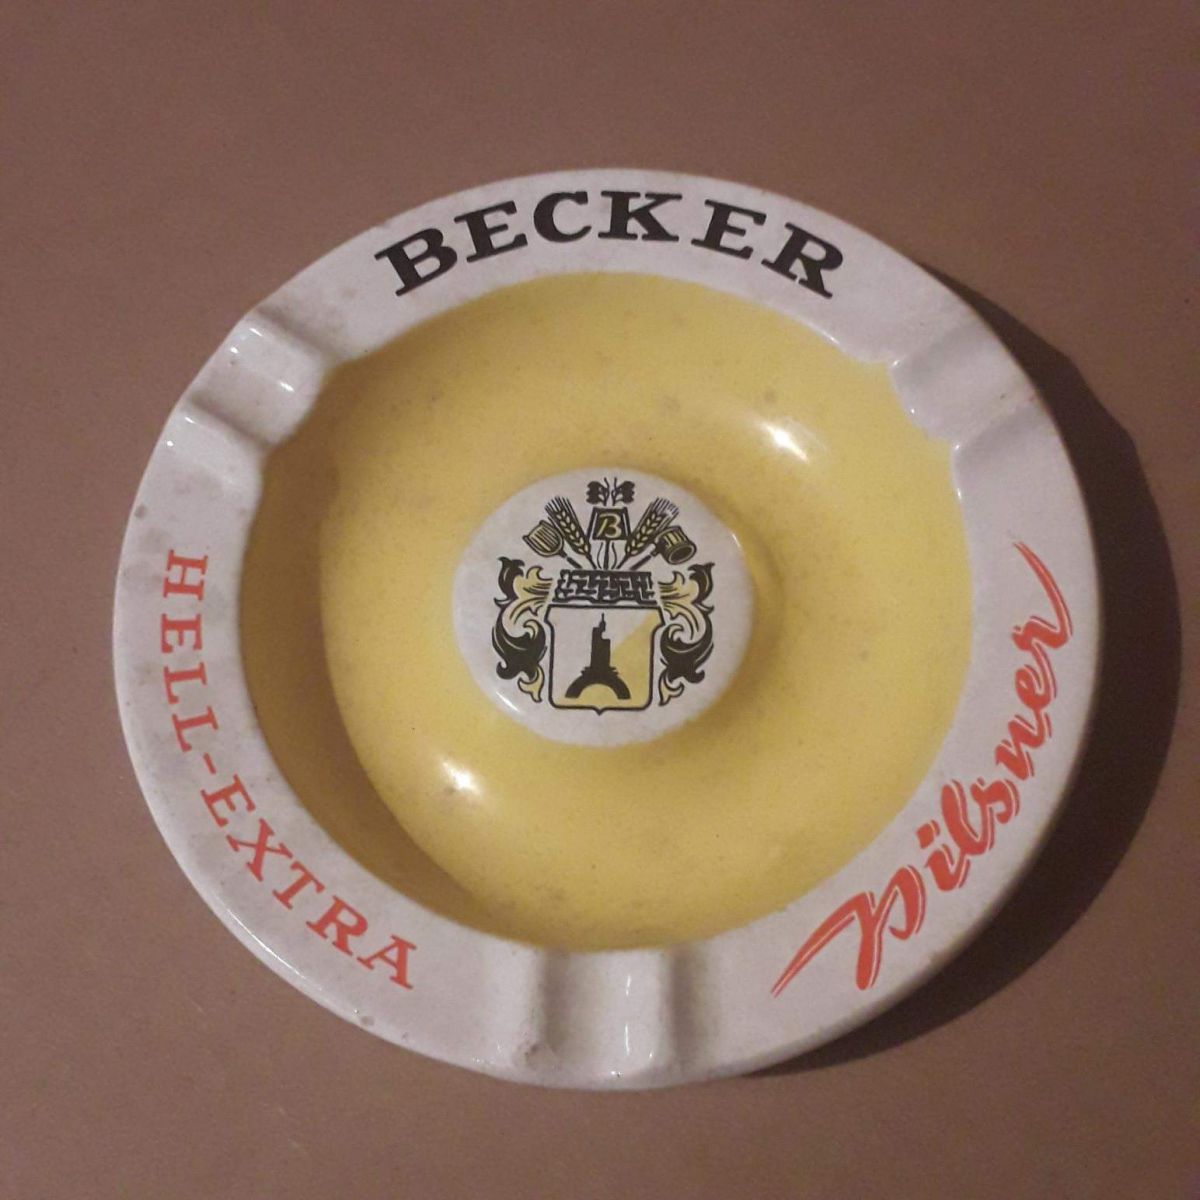 BECKER
HELL-EXTRA
Pilsner
B